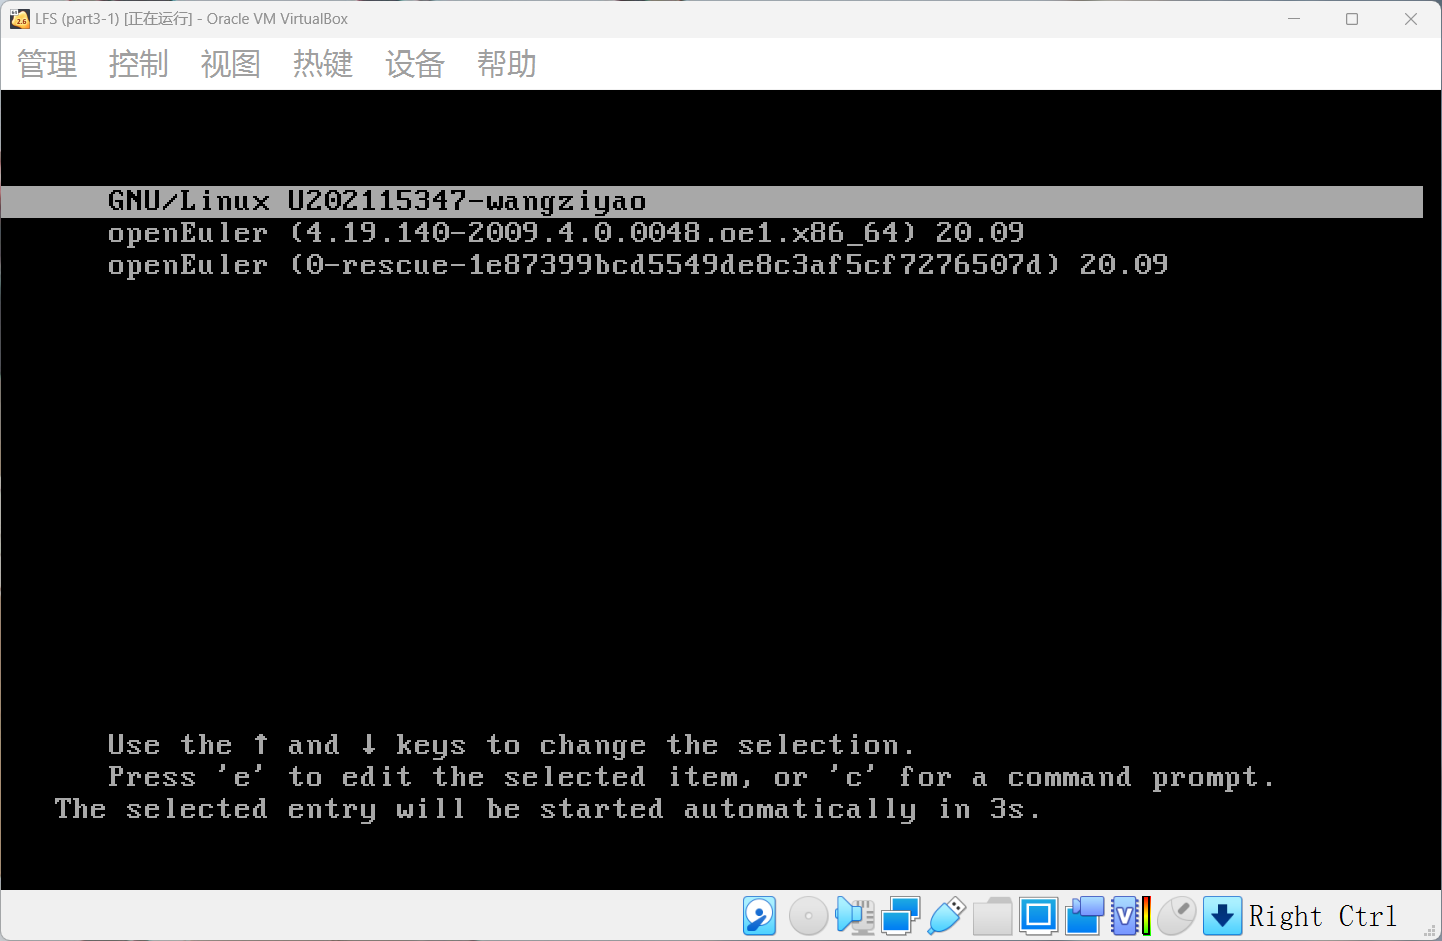 LFS (part3-1) [正在运行] - Oracle VM VirtualBox
管理 控制 视图 热键 设备 帮助
GNU/Linux U202115347-wangziyao
openEuler (4.19.140-2009.4.0.0048.oe1.x86_64) 20.09
openEuler (0-rescue-1e87399bcd5549de8c3af5cf7276507d) 20.09
Use the ↑ and ↓ keys to change the selection.
Press 'e' to edit the selected item, or 'c' for a command prompt.
The selected entry will be started automatically in 3s.
Right Ctrl